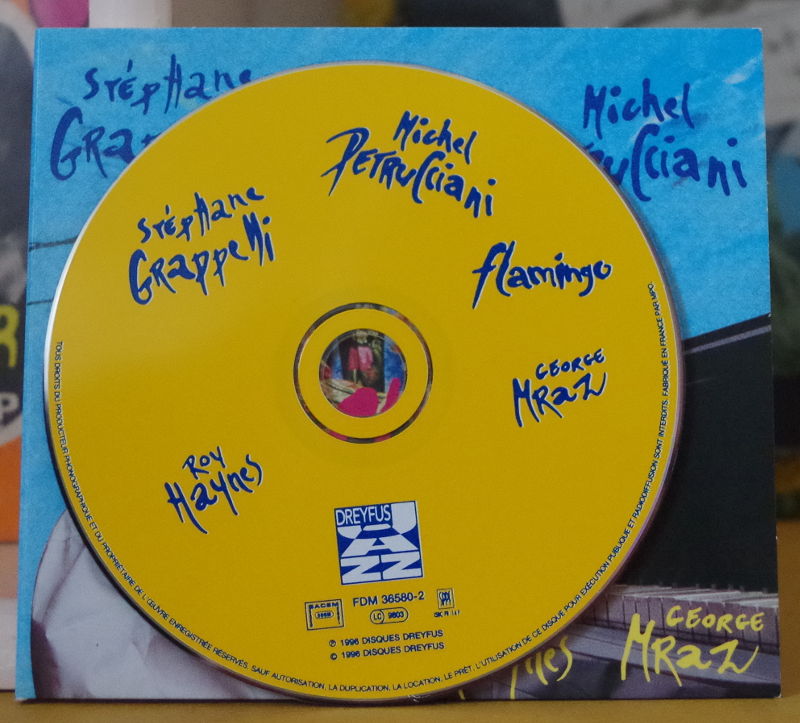 Stéphane
Michel
Michel
Petrucciani
Stéphane
Grappelli
flamingo
George
Mraz
Roy
Haynes
DREYFUS
JAZZ
SACEM
FDM 36580-2
LC 9803
℗ 1996 DISQUES DREYFUS
© 1996 DISQUES DREYFUS
TOUS DROITS DU PRODUCTEUR PHONOGRAPHIQUE ET DU PROPRIÉTAIRE DE L'ŒUVRE ENREGISTRÉE RÉSERVÉS. SAUF AUTORISATION, LA DUPLICATION, LA LOCATION, LE PRÊT, L'UTILISATION DE CE DISQUE POUR EXÉCUTION PUBLIQUE ET RADIODIFFUSION SONT INTERDITS. FABRIQUÉ EN FRANCE PAR MPO.
George
Mraz